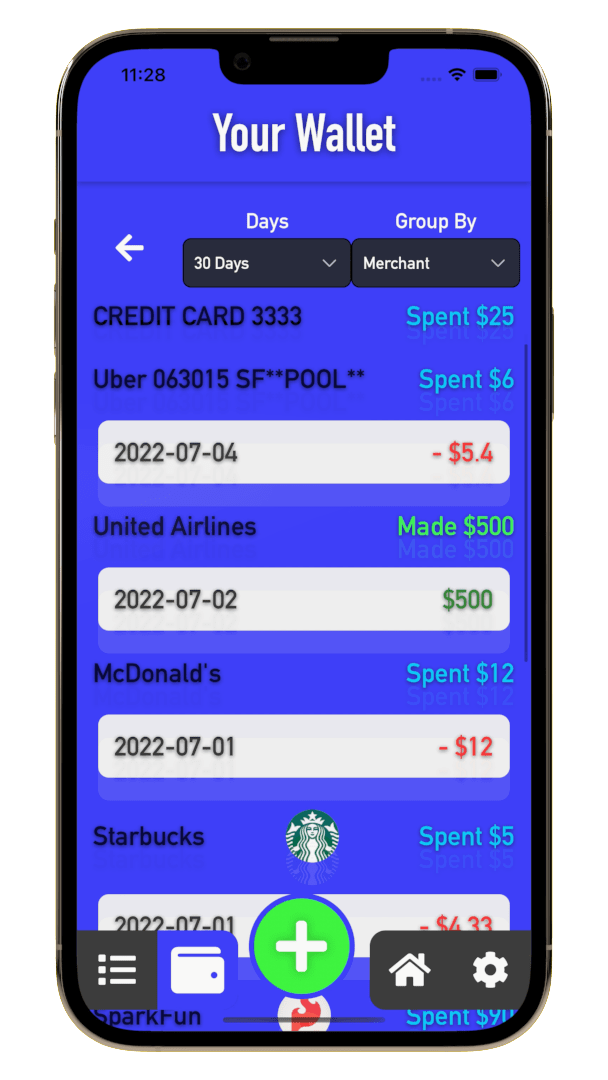 11:28
Your Wallet
Days Group By
30 Days Merchant
CREDIT CARD 3333 Spent $25
Uber 063015 SF**POOL** Spent $6
2022-07-04 - $5.4
United Airlines Made $500
2022-07-02 $500
McDonald's Spent $12
2022-07-01 - $12
Starbucks Spent $5
2022-07-01 - $4.33
SparkFun Spent $90